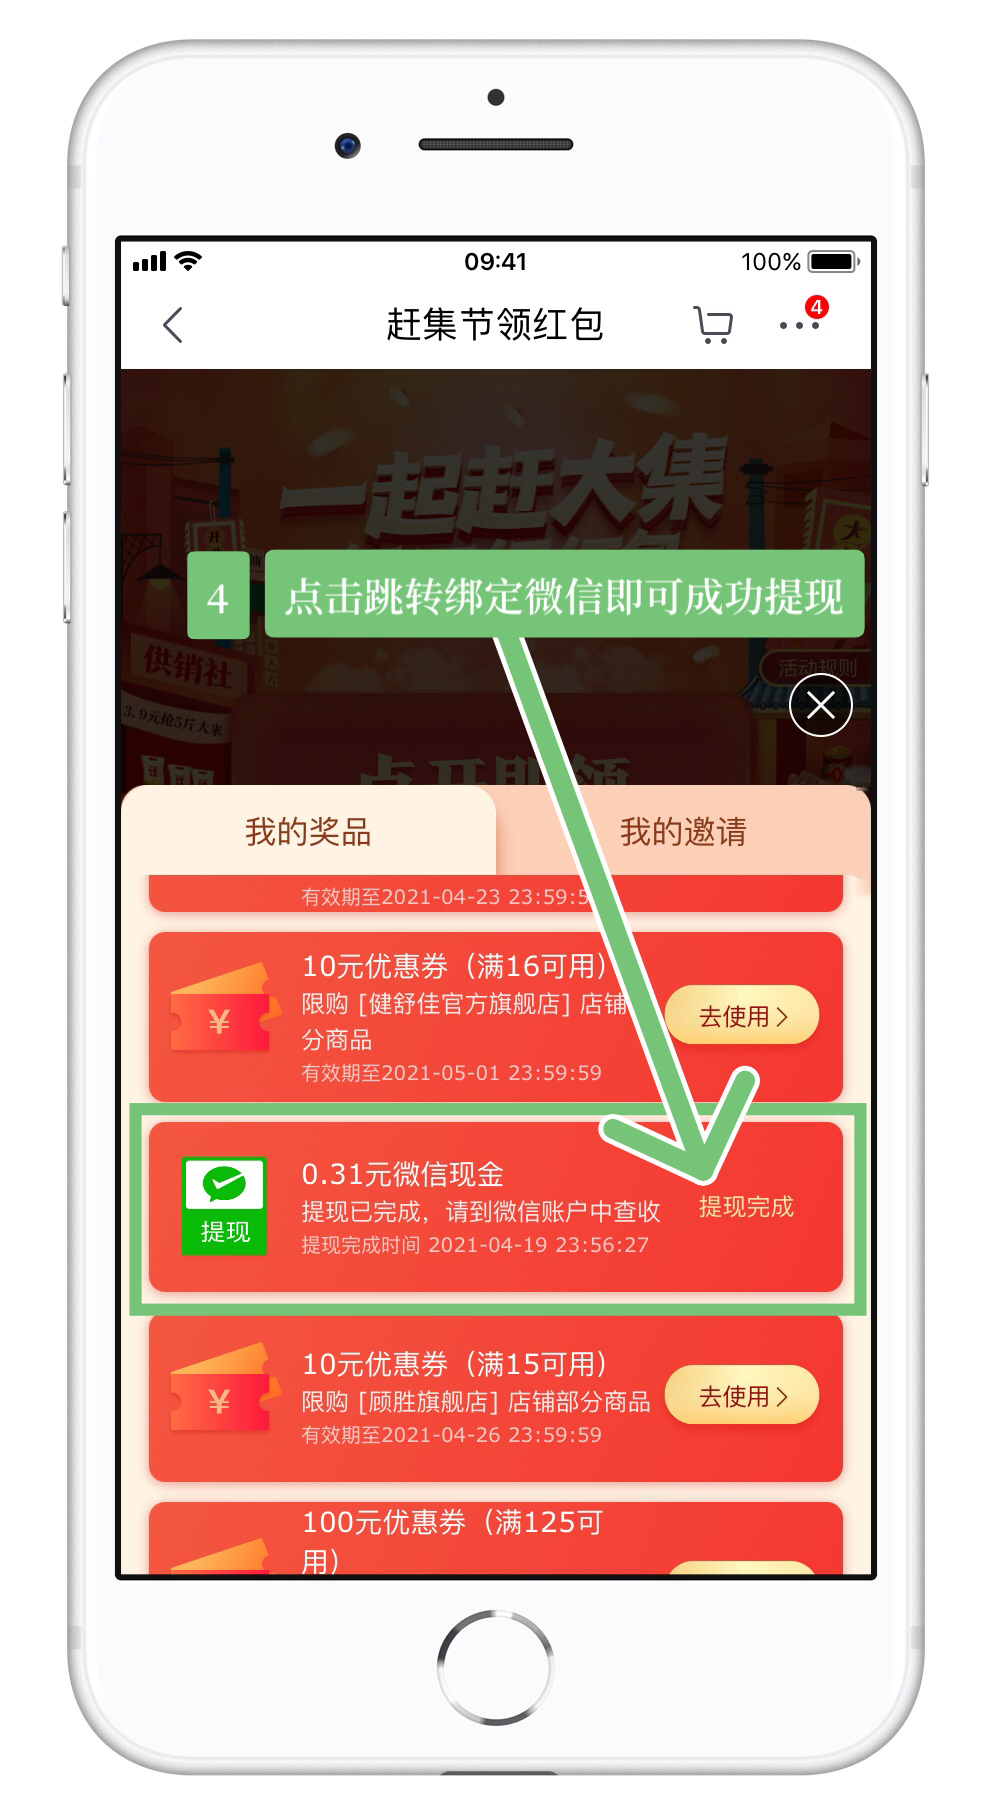 09:41
100%
赶集节领红包
4
一起赶大集
4
点击跳转绑定微信即可成功提现
供销社
活动规则
3.9元抢5斤大米
点开即领
我的奖品
我的邀请
有效期至2021-04-23 23:59:5
10元优惠券（满16可用）
限购 [健舒佳官方旗舰店] 店铺
分商品
有效期至2021-05-01 23:59:59
¥
去使用
0.31元微信现金
提现已完成，请到微信账户中查收
提现完成时间 2021-04-19 23:56:27
提现
提现完成
10元优惠券（满15可用）
限购 [顾胜旗舰店] 店铺部分商品
有效期至2021-04-26 23:59:59
¥
去使用
100元优惠券（满125可
用）